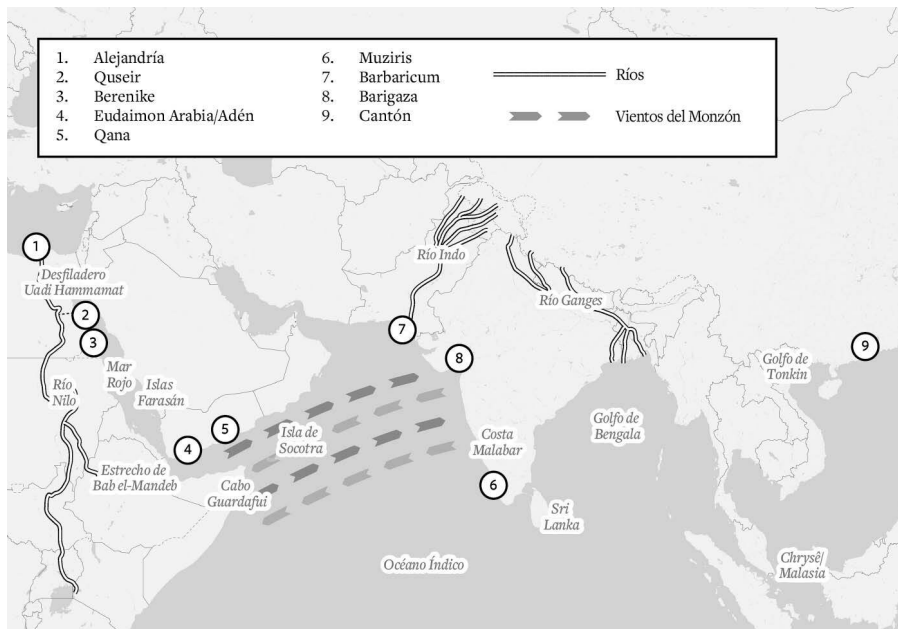 1. Alejandría
2. Quseir
3. Berenike
4. Eudaimon Arabia/Adén
5. Qana
6. Muziris
7. Barbaricum
8. Barigaza
9. Cantón
Ríos
Vientos del Monzón
1
Desfiladero
Uadi Hammamat
2
3
Mar
Rojo
Islas
Farasán
Río
Nilo
5
4
Estrecho de
Bab el-Mandeb
Isla de
Socotra
Cabo
Guardafui
Río Indo
7
8
Río Ganges
Costa
Malabar
6
Sri
Lanka
Golfo de
Bengala
Golfo de
Tonkin
9
Océano Índico
Chrysê/
Malasia